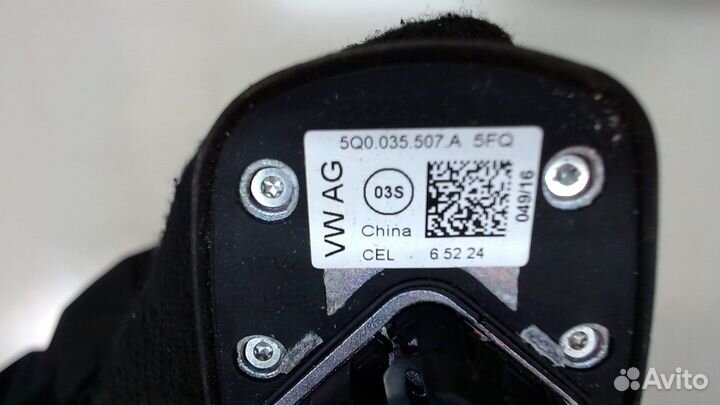 5Q0.035.507.A 5FQ
VW AG
03S
China
CEL 6 52 24
049/16
Avito